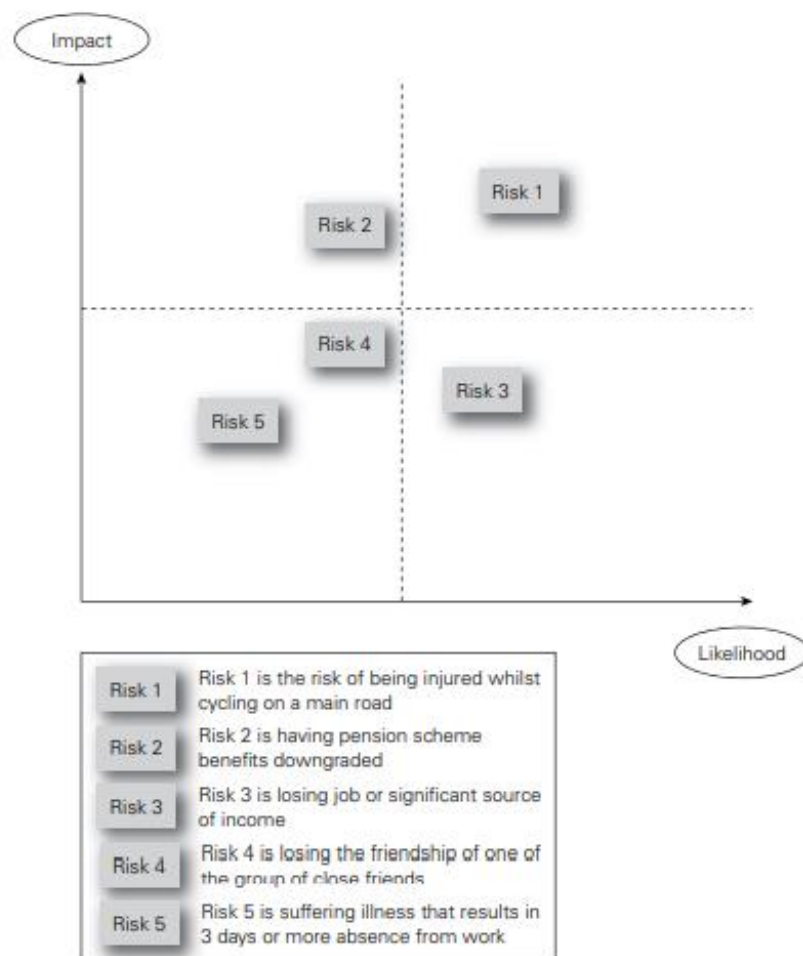 Impact
Risk 1
Risk 2
Risk 4
Risk 3
Risk 5
Likelihood
Risk 1
Risk 1 is the risk of being injured whilst
cycling on a main road
Risk 2
Risk 2 is having pension scheme
benefits downgraded
Risk 3
Risk 3 is losing job or significant source
of income
Risk 4
Risk 4 is losing the friendship of one of
the group of close friends
Risk 5
Risk 5 is suffering illness that results in
3 days or more absence from work